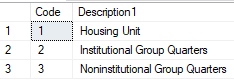 Code Description1
1 1 Housing Unit
2 2 Institutional Group Quarters
3 3 Noninstitutional Group Quarters